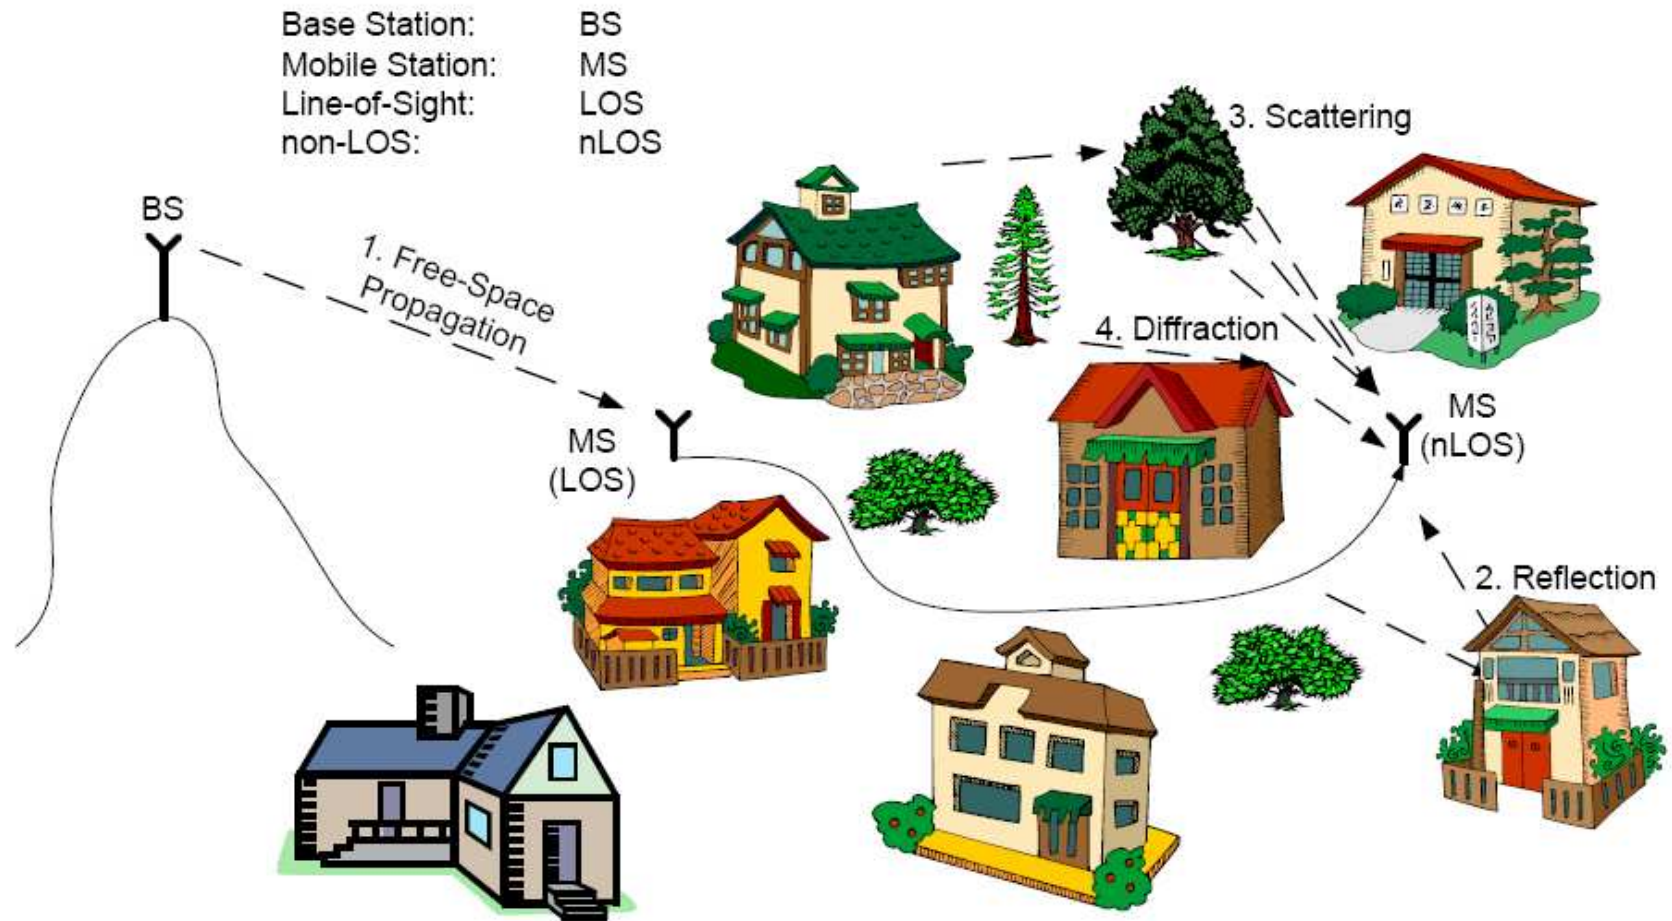 Base Station: BS
Mobile Station: MS
Line-of-Sight: LOS
non-LOS: nLOS
BS
1. Free-Space
Propagation
MS
(LOS)
3. Scattering
4. Diffraction
MS
(nLOS)
2. Reflection